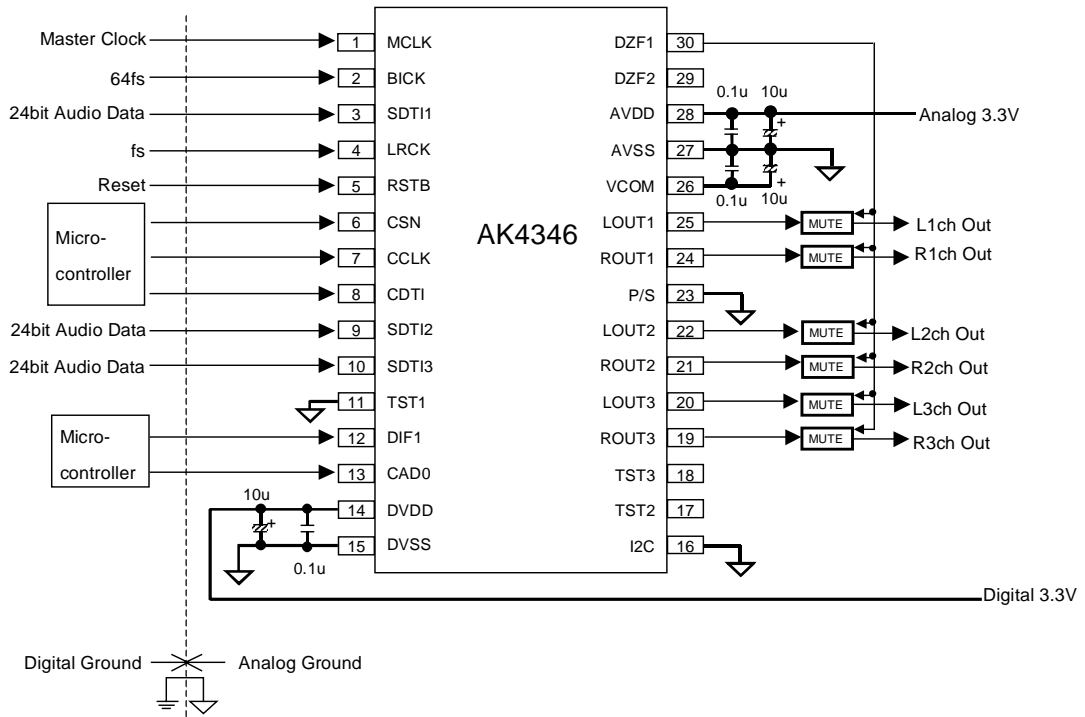 Master Clock 1 MCLK DZF1 30
64fs 2 BICK DZF2 29
0.1u 10u
24bit Audio Data 3 SDTI1 AVDD 28 + Analog 3.3V
fs 4 LRCK AVSS 27
Reset 5 RSTB VCOM 26 +
0.1u 10u
6 CSN AK4346 LOUT1 25 MUTE L1ch Out
Micro-
controller
7 CCLK ROUT1 24 MUTE R1ch Out
8 CDTI P/S 23
24bit Audio Data 9 SDTI2 LOUT2 22 MUTE L2ch Out
24bit Audio Data 10 SDTI3 ROUT2 21 MUTE R2ch Out
11 TST1 LOUT3 20 MUTE L3ch Out
Micro-
controller
12 DIF1 ROUT3 19 MUTE R3ch Out
13 CAD0 TST3 18
10u
14 DVDD TST2 17
+
15 DVSS I2C 16
0.1u
Digital 3.3V
Digital Ground Analog Ground